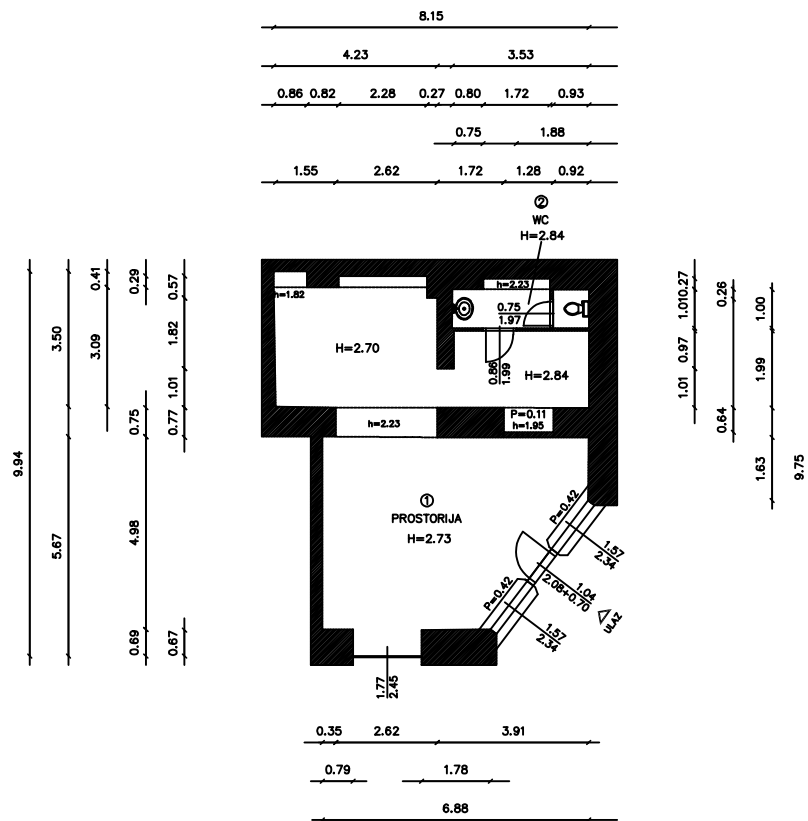 8.15
4.23 3.53
0.86 0.82 2.28 0.27 0.80 1.72 0.93
0.75 1.88
1.55 2.62 1.72 1.28 0.92
②
WC
H=2.84
9.94
3.50
5.67
0.41
3.09
0.29
0.75
4.98
0.69
0.57
1.82
1.01
0.77
0.67
h=1.82
h=2.23
0.75
1.97
H=2.70
0.86
1.99
H=2.84
h=2.23
P=0.11
h=1.95
①
PROSTORIJA
H=2.73
P=0.42
1.57
2.34
1.04
2.08+0.70
ULAZ
P=0.42
1.57
2.34
1.77
2.45
0.27
1.01
0.97
1.01
0.26
0.64
1.00
1.99
1.63
9.75
0.35 2.62 3.91
0.79 1.78
6.88